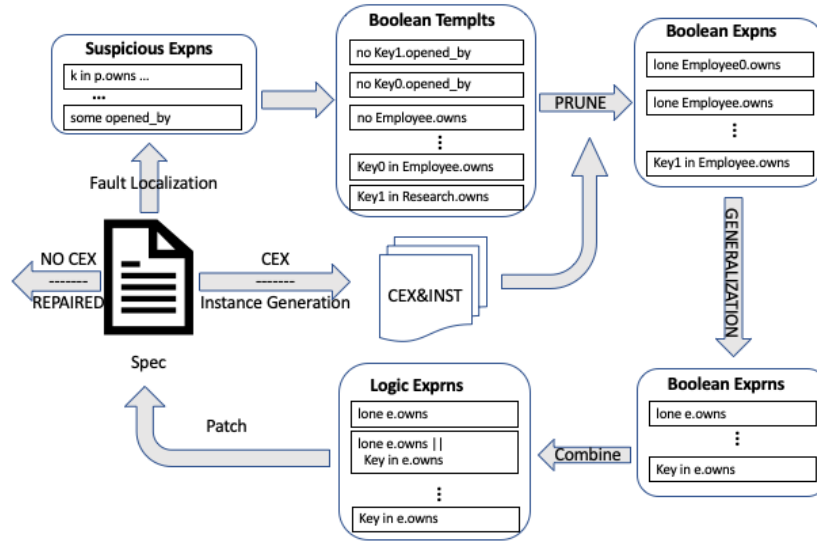 Suspicious Expns
k in p.owns ...
...
some opened_by
Boolean Templts
no Key1.opened_by
no Key0.opened_by
no Employee.owns
Key0 in Employee.owns
Key1 in Research.owns
PRUNE
Boolean Expns
lone Employee0.owns
lone Employee.owns
Key1 in Employee.owns
Fault Localization
NO CEX
-------
REPAIRED
CEX
-------
Instance Generation
CEX&INST
GENERALIZATION
Spec
Patch
Logic Exprns
lone e.owns
lone e.owns ||
Key in e.owns
Key in e.owns
Combine
Boolean Exprns
lone e.owns
Key in e.owns